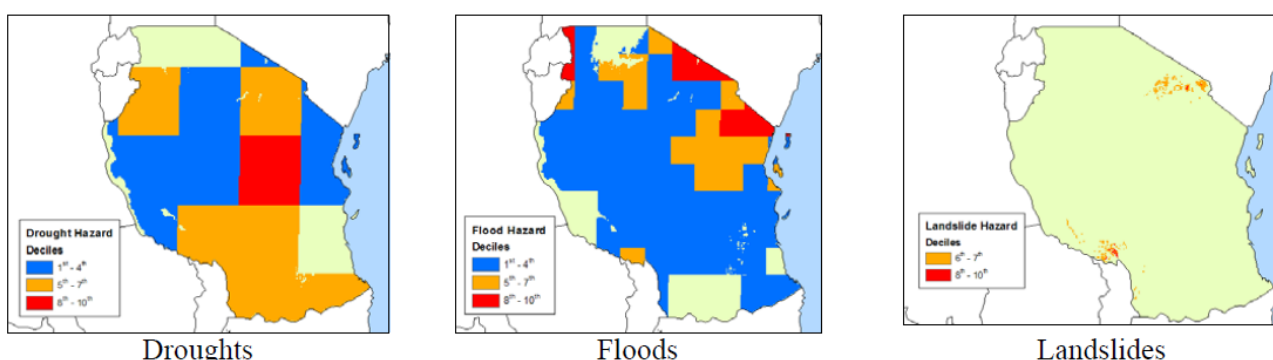 Drought Hazard
Deciles
1st - 4th
5th - 7th
8th - 10th
Droughts
Flood Hazard
Deciles
1st - 4th
5th - 7th
8th - 10th
Floods
Landslide Hazard
Deciles
6th - 7th
8th - 10th
Landslides